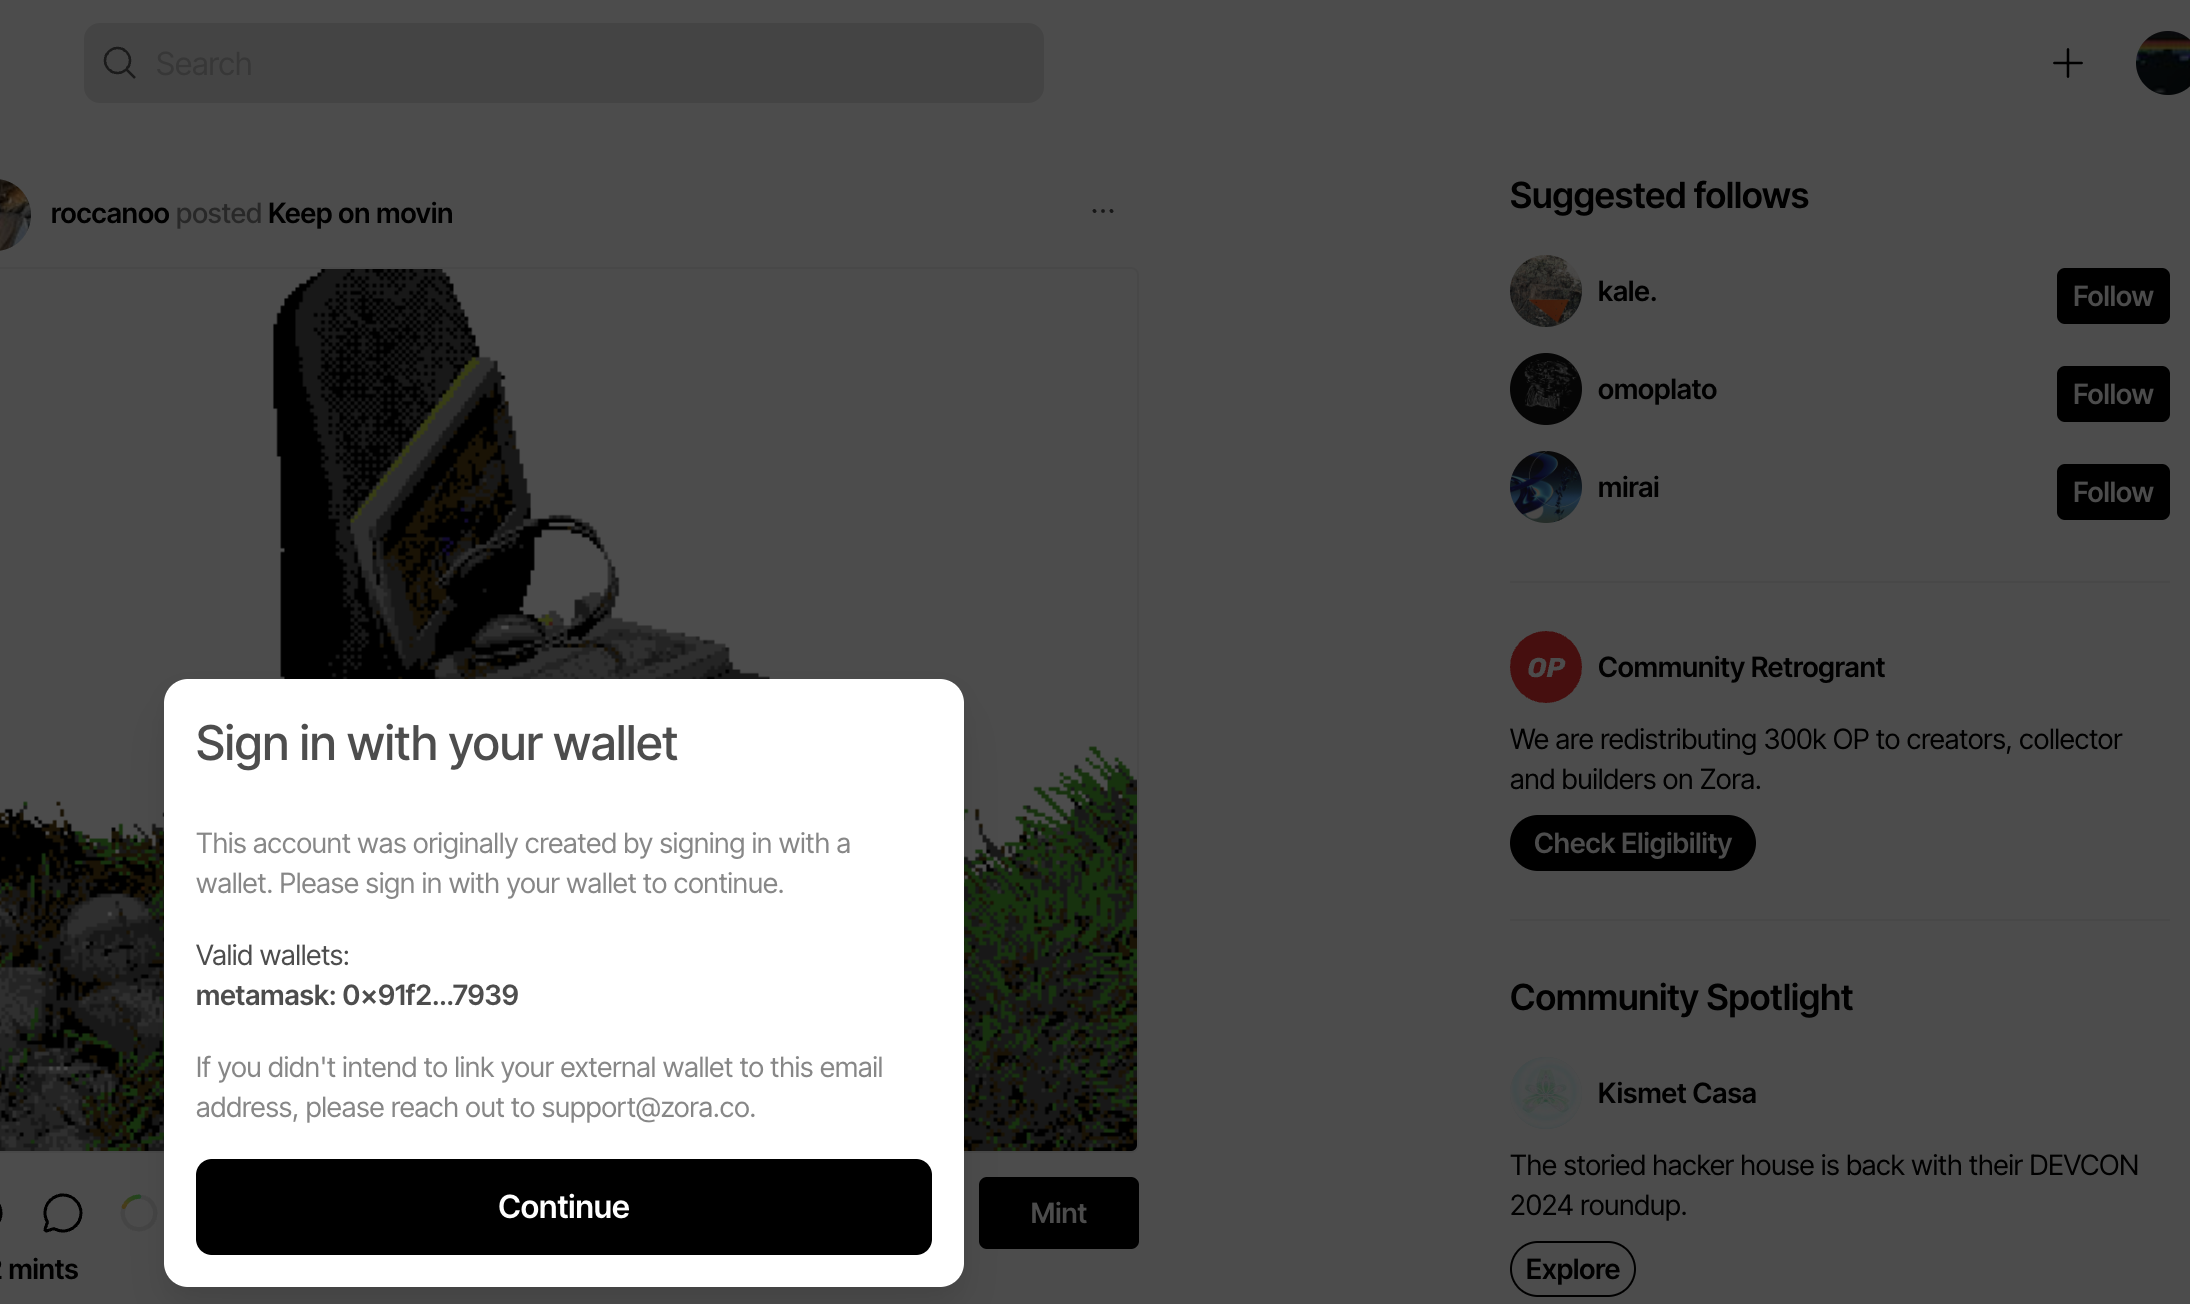 Search
roccanoo posted Keep on movin
Suggested follows
kale.
Follow
omoplato
Follow
mirai
Follow
OP
Community Retrogrant
We are redistributing 300k OP to creators, collector
and builders on Zora.
Check Eligibility
Community Spotlight
Kismet Casa
The storied hacker house is back with their DEVCON
2024 roundup.
Explore
Sign in with your wallet
This account was originally created by signing in with a
wallet. Please sign in with your wallet to continue.
Valid wallets:
metamask: 0×91f2...7939
If you didn't intend to link your external wallet to this email
address, please reach out to support@zora.co.
Continue
Mint
mints